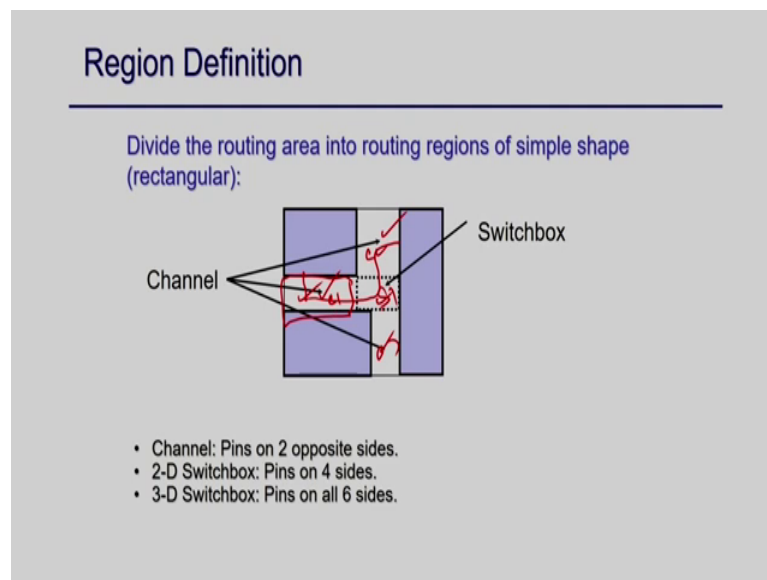 Region Definition
Divide the routing area into routing regions of simple shape
(rectangular):
Switchbox
Channel
• Channel: Pins on 2 opposite sides.
• 2-D Switchbox: Pins on 4 sides.
• 3-D Switchbox: Pins on all 6 sides.